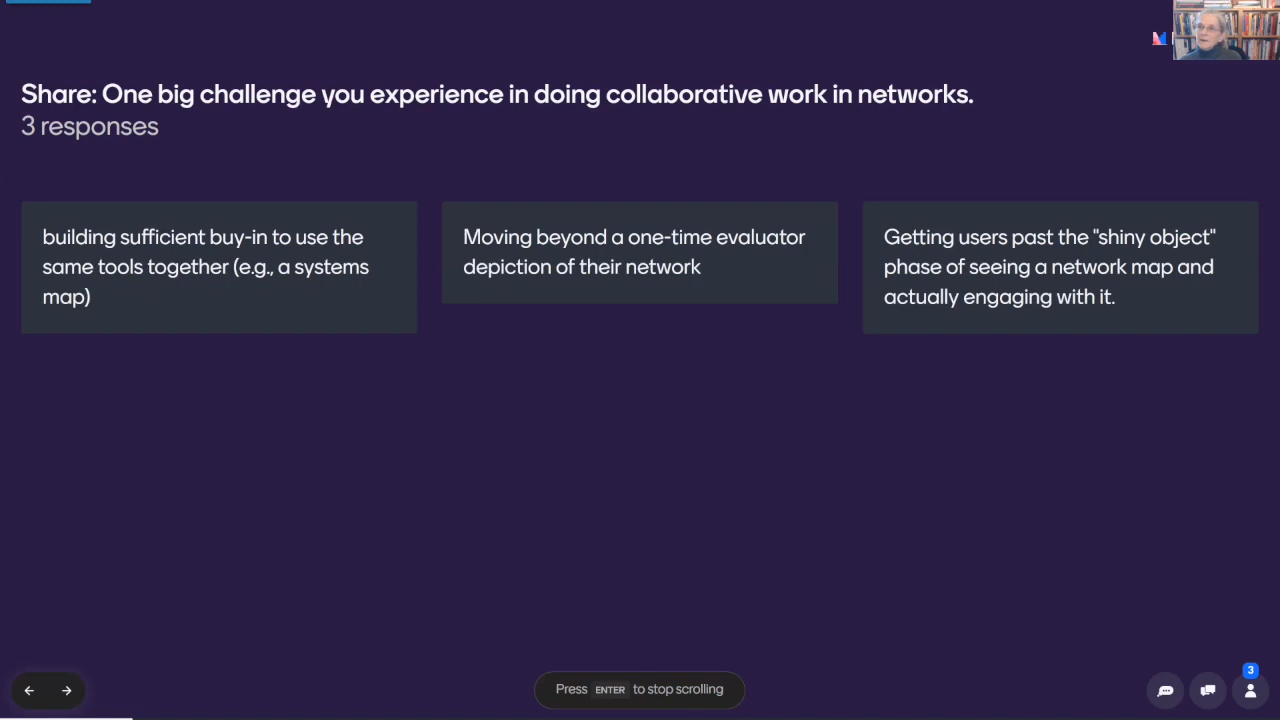 Share: One big challenge you experience in doing collaborative work in networks.
3 responses
building sufficient buy-in to use the
same tools together (e.g., a systems
map)
Moving beyond a one-time evaluator
depiction of their network
Getting users past the "shiny object"
phase of seeing a network map and
actually engaging with it.
Press ENTER to stop scrolling
3